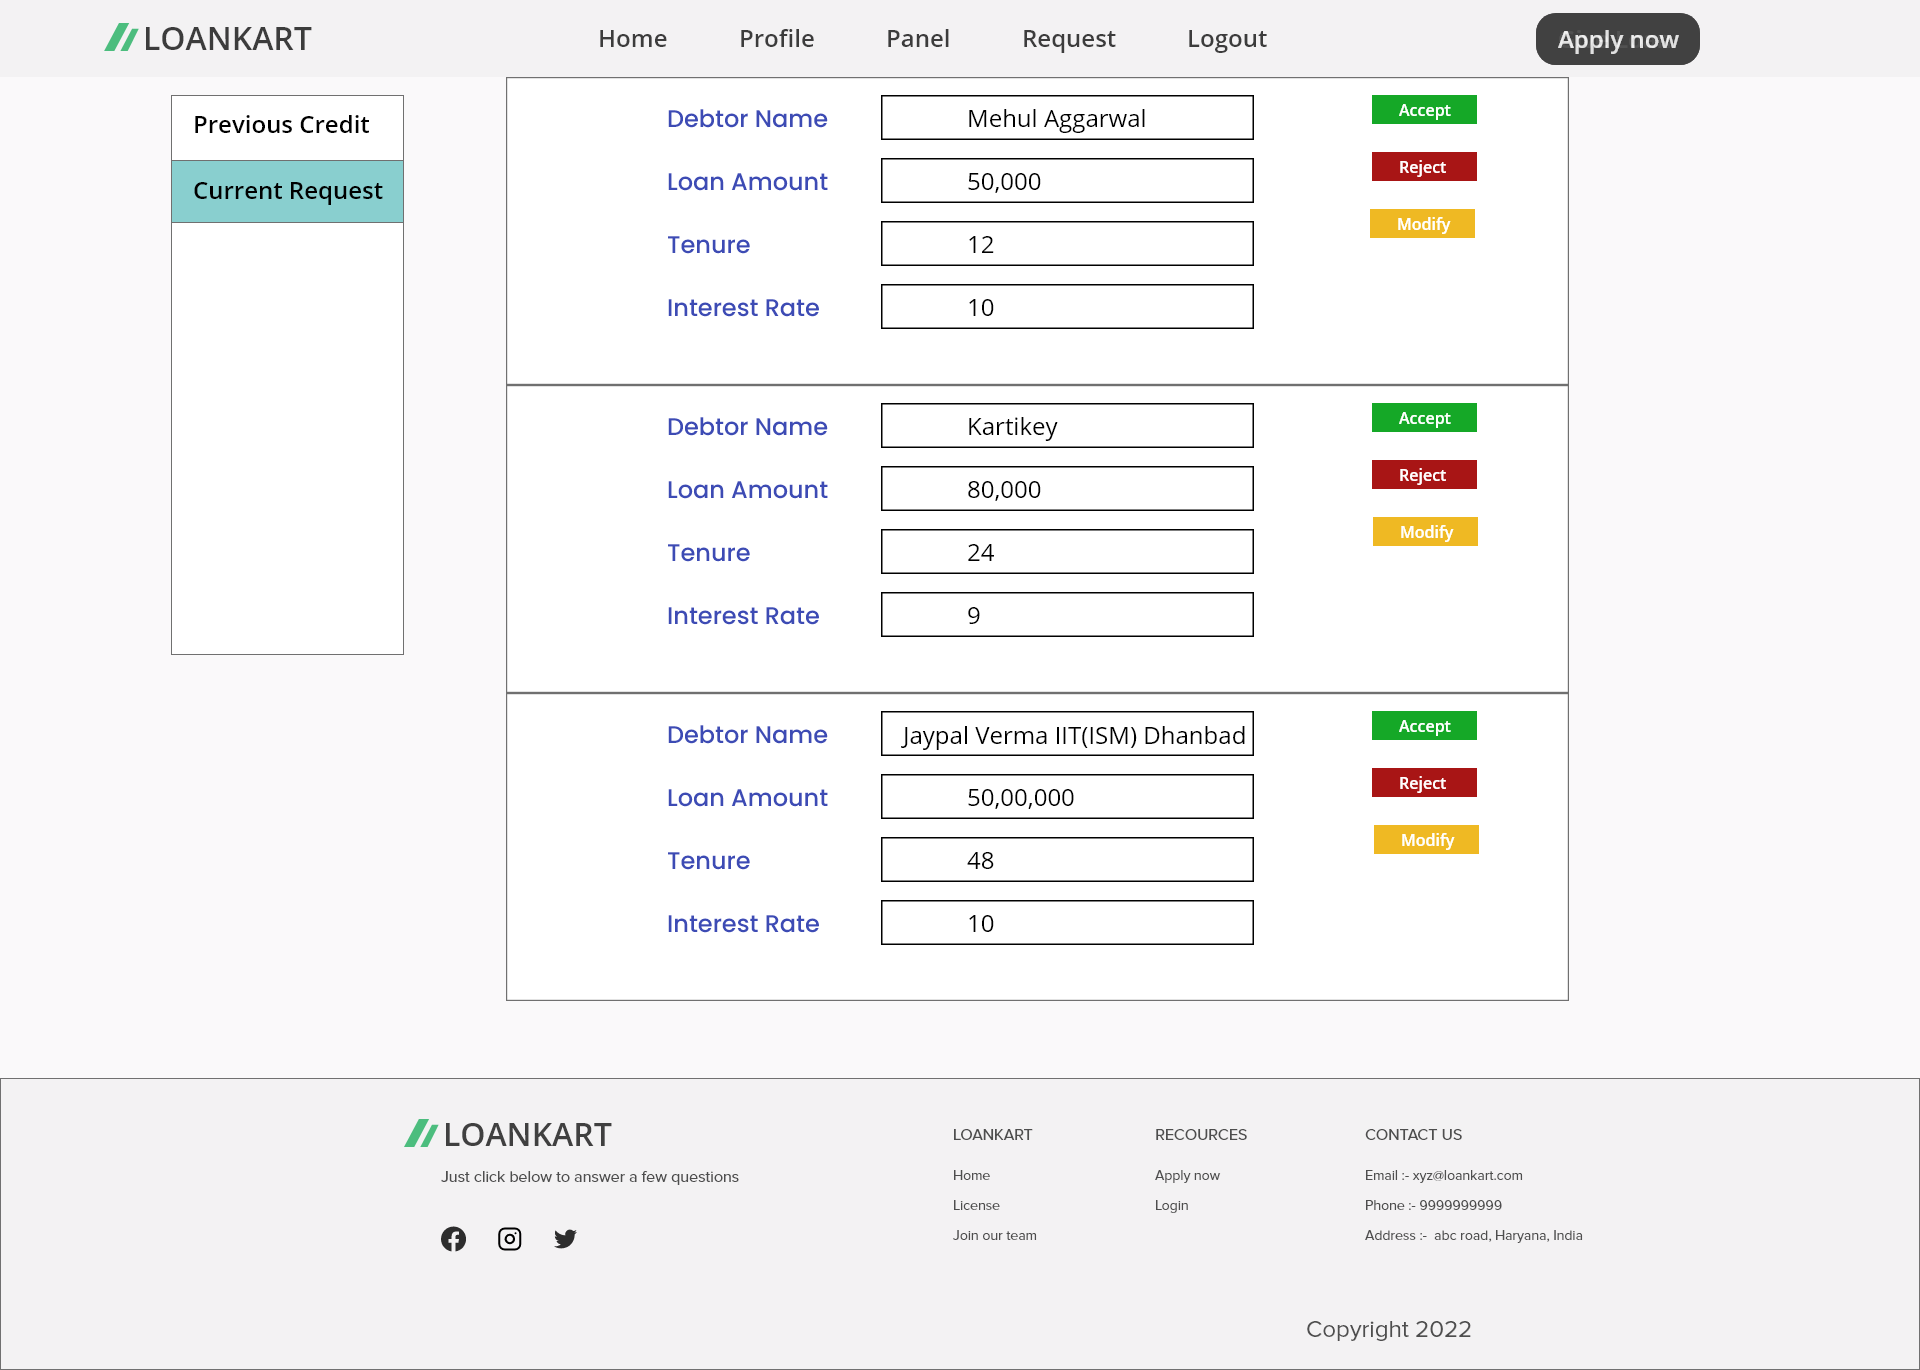 LOANKART
Home
Profile
Panel
Request
Logout
Apply now
Previous Credit
Current Request
Debtor Name
Mehul Aggarwal
Accept
Loan Amount
50,000
Reject
Tenure
12
Modify
Interest Rate
10
Debtor Name
Kartikey
Accept
Loan Amount
80,000
Reject
Tenure
24
Modify
Interest Rate
9
Debtor Name
Jaypal Verma IIT(ISM) Dhanbad
Accept
Loan Amount
50,00,000
Reject
Tenure
48
Modify
Interest Rate
10
LOANKART
Just click below to answer a few questions
LOANKART
Home
License
Join our team
RECOURCES
Apply now
Login
CONTACT US
Email :- xyz@loankart.com
Phone :- 9999999999
Address :- abc road, Haryana, India
Copyright 2022